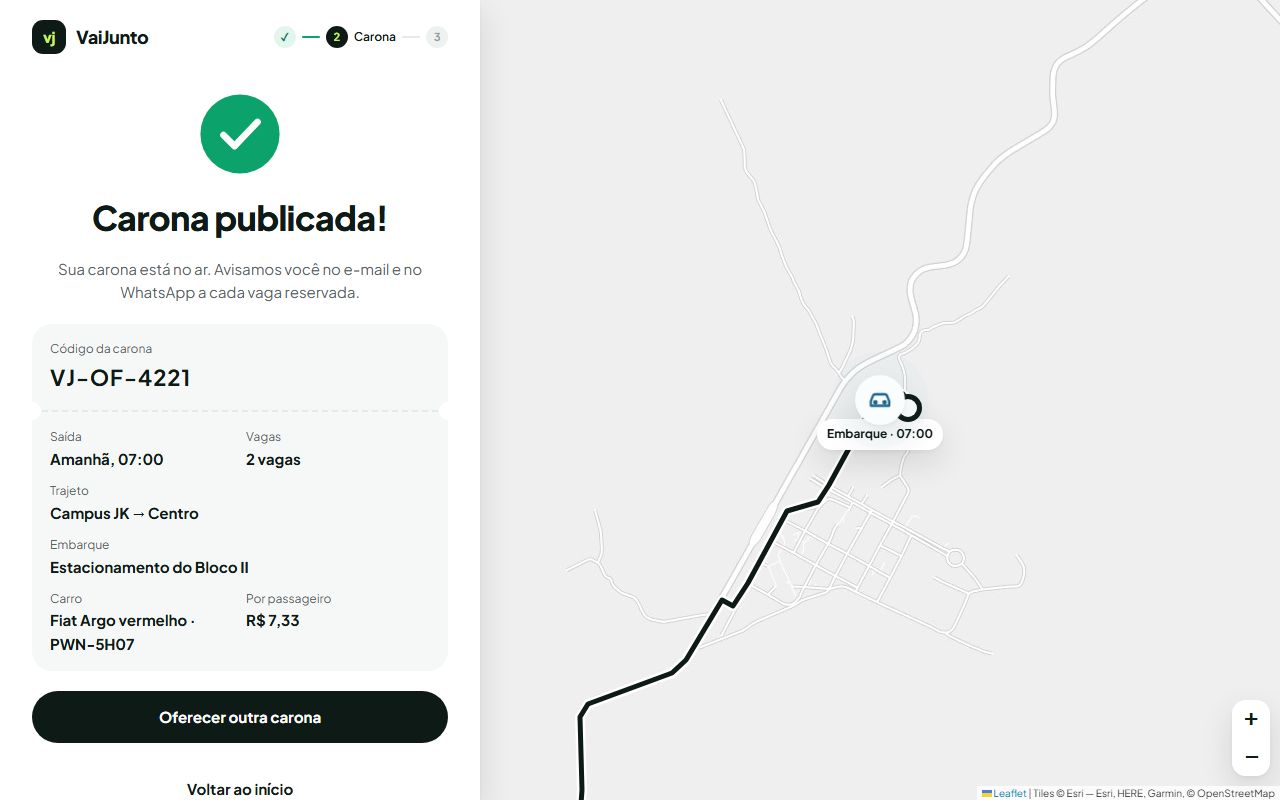 vj VaiJunto
✓ 2 Carona 3
Carona publicada!
Sua carona está no ar. Avisamos você no e-mail e no
WhatsApp a cada vaga reservada.
Código da carona
VJ-OF-4221
Saída Vagas
Amanhã, 07:00 2 vagas
Trajeto
Campus JK → Centro
Embarque
Estacionamento do Bloco II
Carro Por passageiro
Fiat Argo vermelho · R$ 7,33
PWN-5H07
Oferecer outra carona
Voltar ao início
Embarque · 07:00
+
−
Leaflet | Tiles © Esri — Esri, HERE, Garmin, © OpenStreetMap